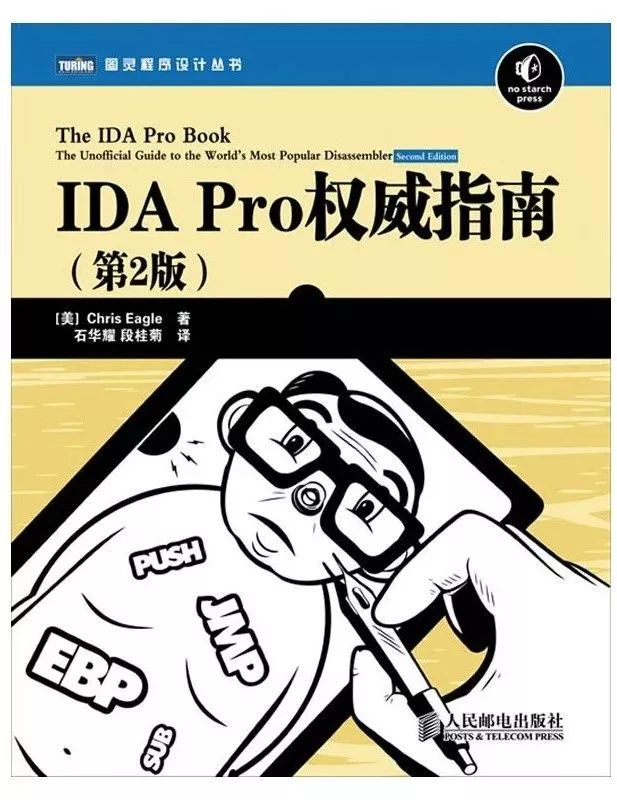 TURING 图灵程序设计丛书
no starch
press
The IDA Pro Book
The Unofficial Guide to the World's Most Popular Disassembler Second Edition
IDA Pro权威指南
（第2版）
[美] Chris Eagle 著
石华耀 段桂菊 译
PUSH
JMP
EBP
SUB
人民邮电出版社
POSTS & TELECOM PRESS